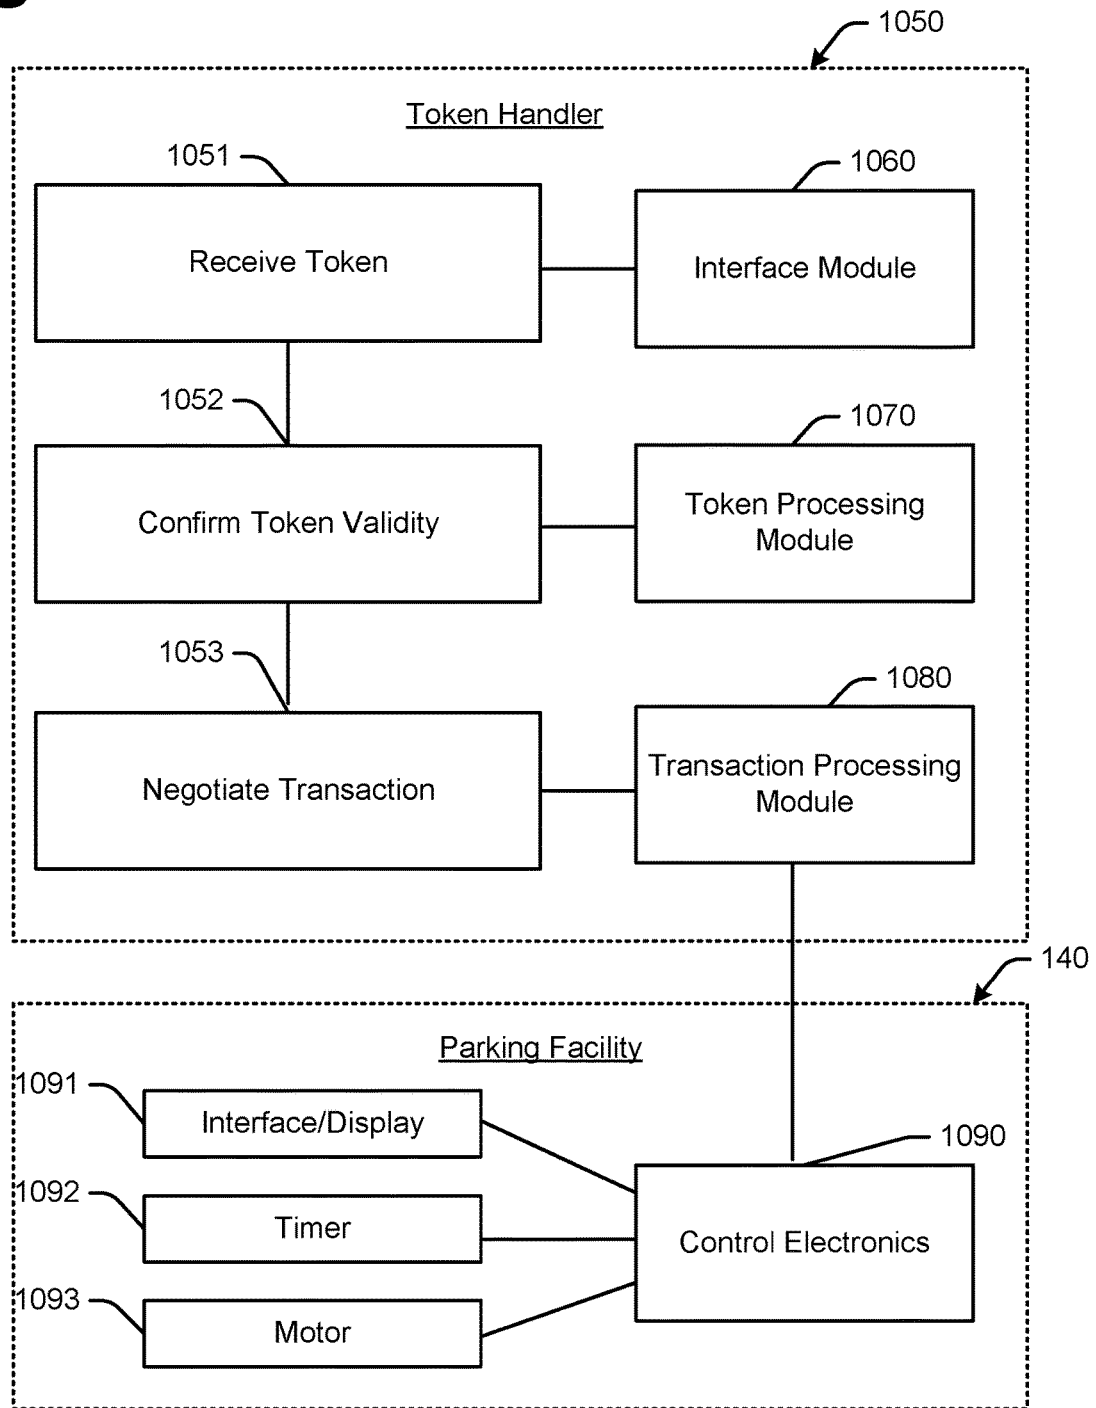 1050
Token Handler
1051
1060
Receive Token
Interface Module
1052
1070
Confirm Token Validity
Token Processing
Module
1053
1080
Negotiate Transaction
Transaction Processing
Module
140
Parking Facility
1091
Interface/Display
1090
1092
Timer
Control Electronics
1093
Motor